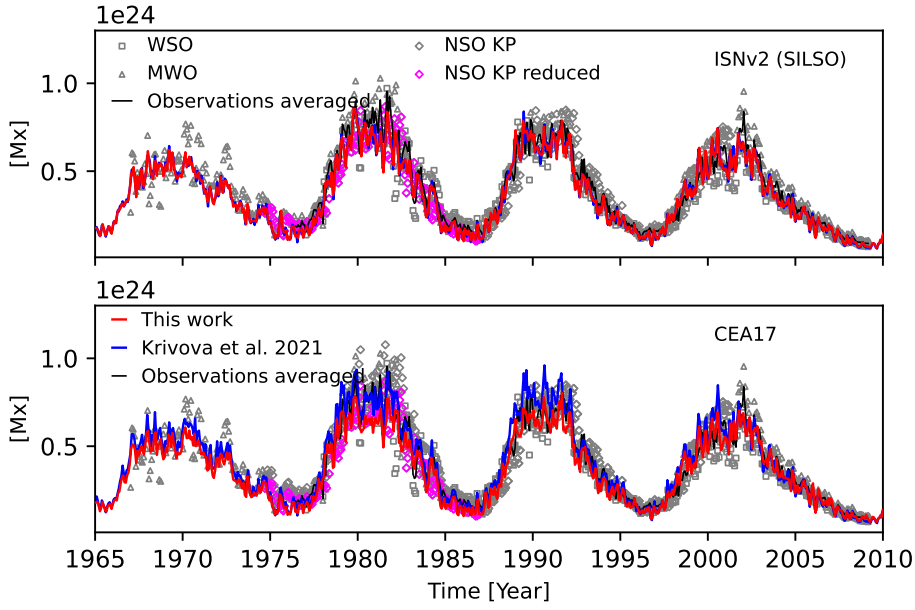 1e24
WSO
NSO KP
ISNv2 (SILSO)
MWO
NSO KP reduced
Observations averaged
1.0
0.5
[Mx]
1e24
This work
CEA17
Krivova et al. 2021
Observations averaged
1.0
0.5
[Mx]
1965 1970 1975 1980 1985 1990 1995 2000 2005 2010
Time [Year]